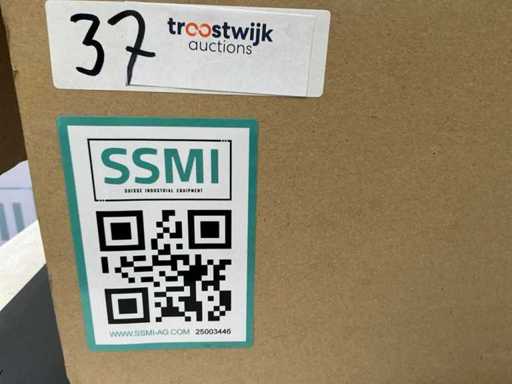 37 troostwijk
auctions
SSMI
SUISSE INDUSTRIAL EQUIPMENT
WWW.SSMI-AG.COM 25003446